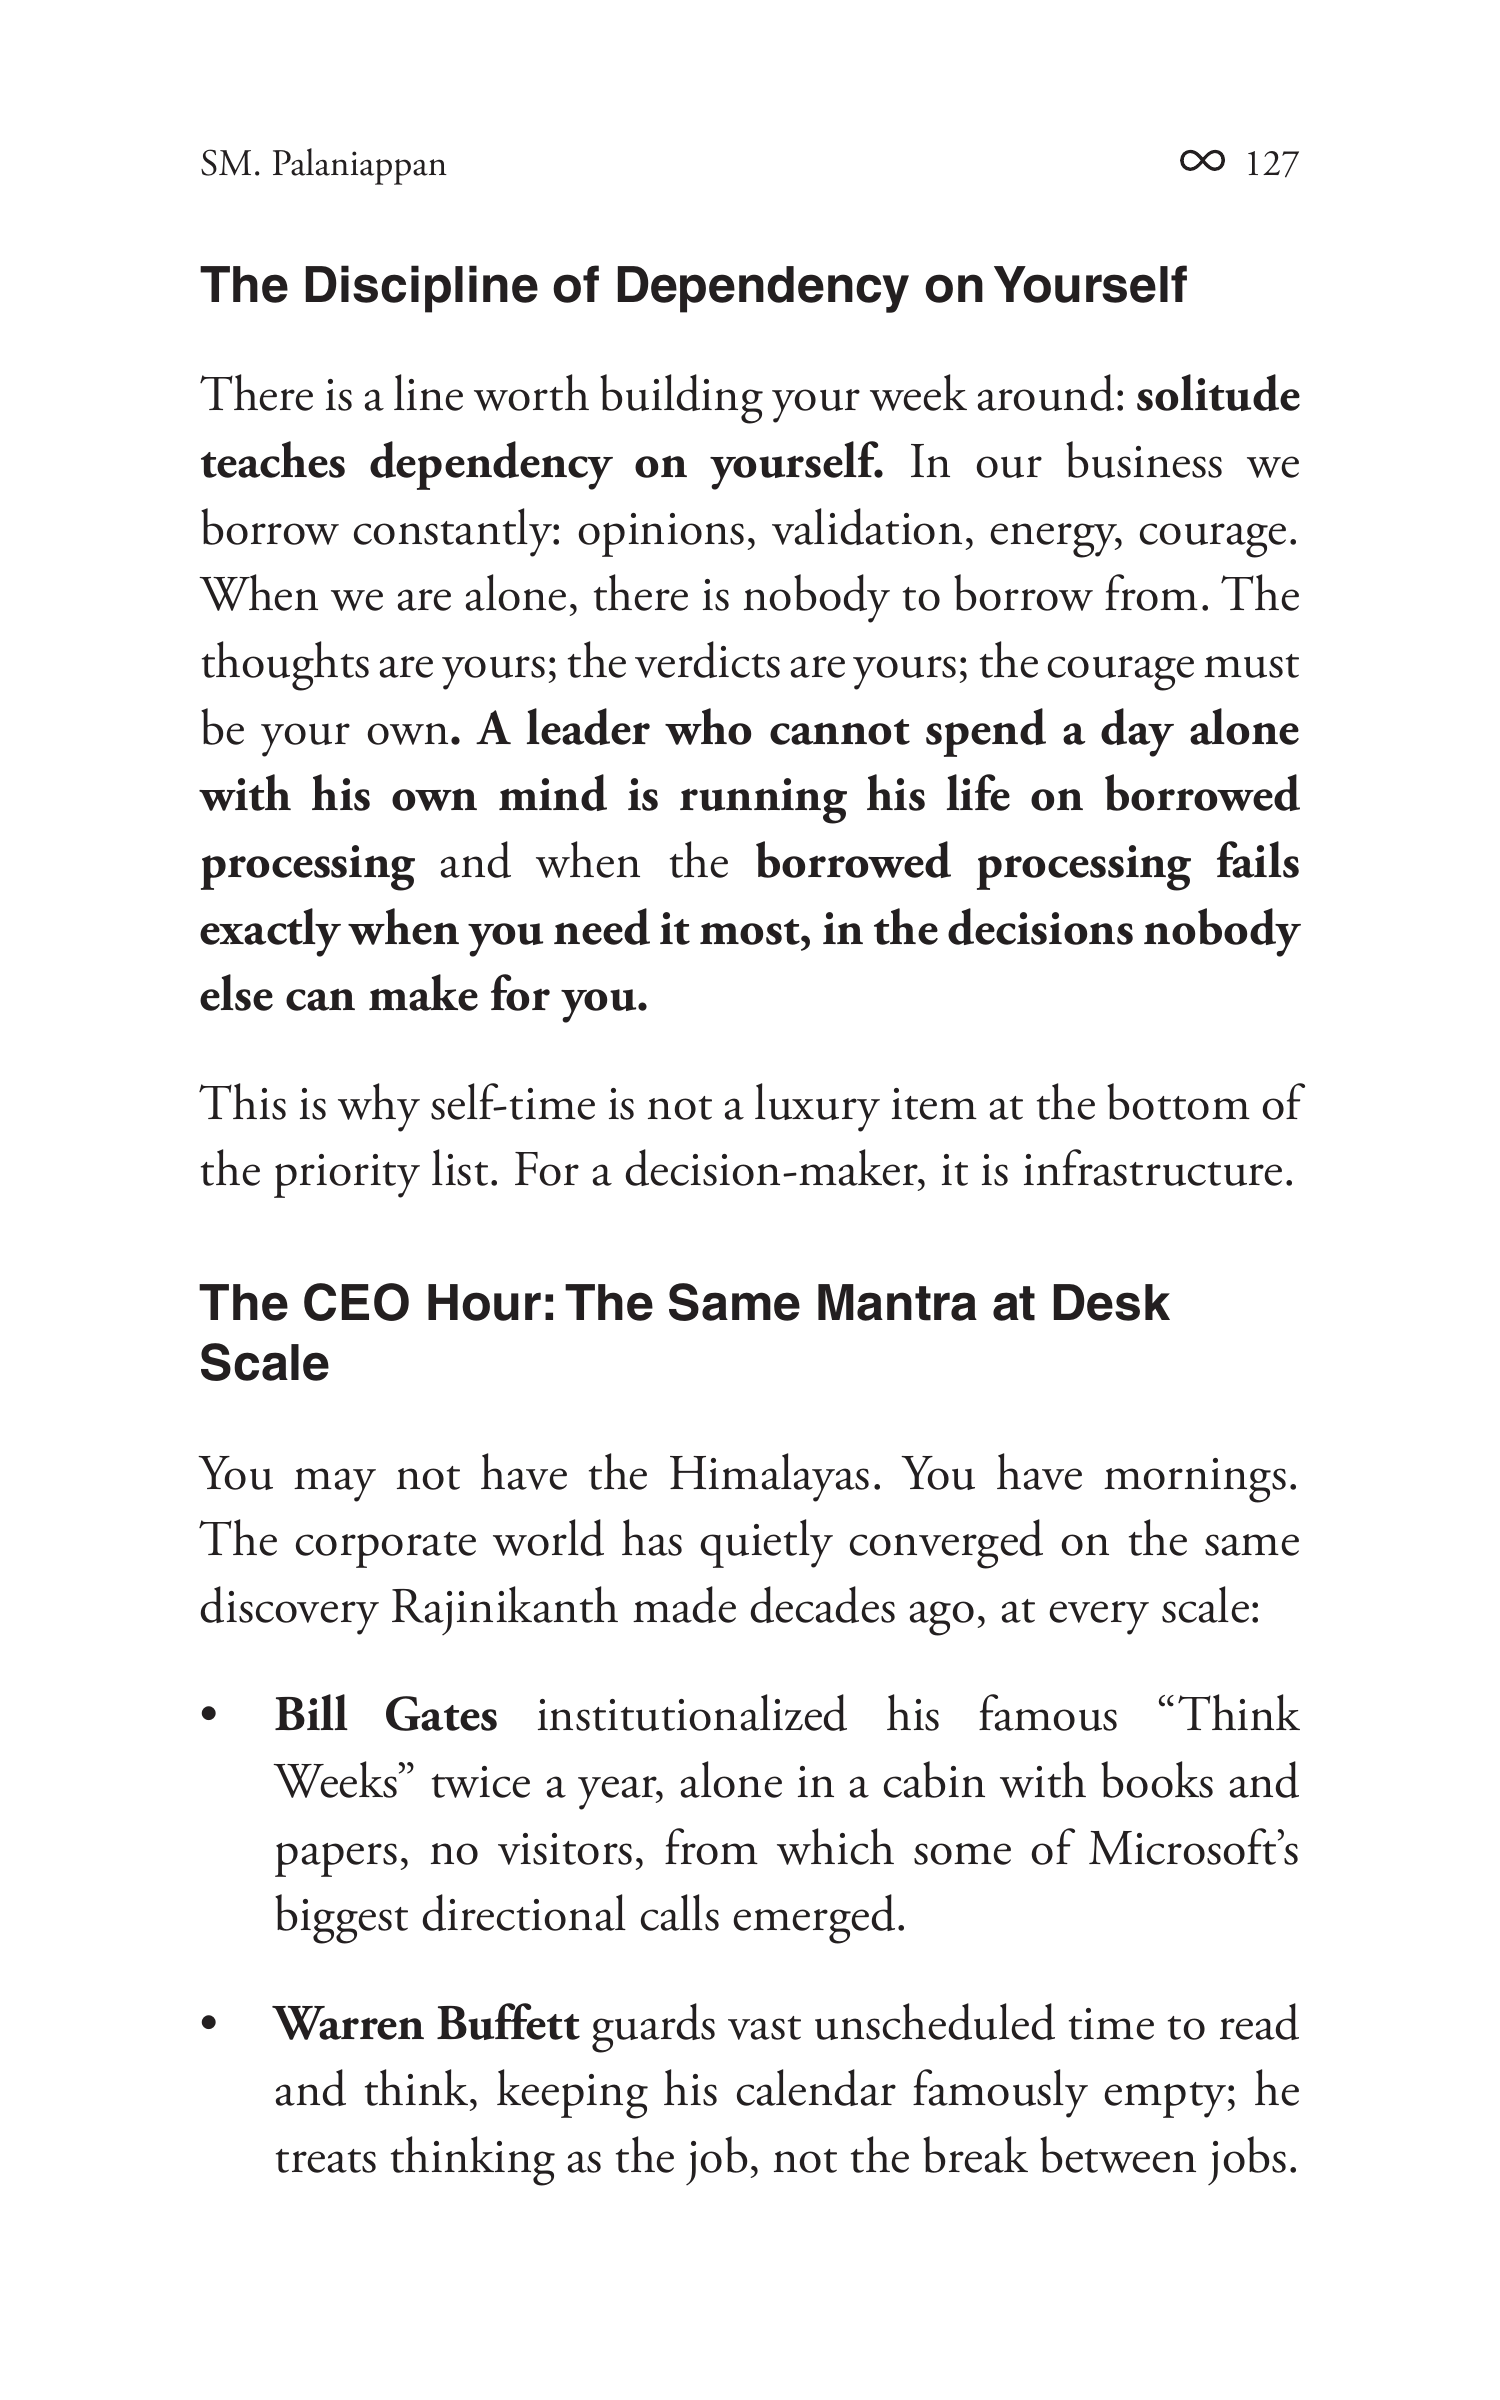 SM. Palaniappan ∞ 127
The Discipline of Dependency on Yourself
There is a line worth building your week around: solitude
teaches dependency on yourself. In our business we
borrow constantly: opinions, validation, energy, courage.
When we are alone, there is nobody to borrow from. The
thoughts are yours; the verdicts are yours; the courage must
be your own. A leader who cannot spend a day alone
with his own mind is running his life on borrowed
processing and when the borrowed processing fails
exactly when you need it most, in the decisions nobody
else can make for you.
This is why self-time is not a luxury item at the bottom of
the priority list. For a decision-maker, it is infrastructure.
The CEO Hour: The Same Mantra at Desk
Scale
You may not have the Himalayas. You have mornings.
The corporate world has quietly converged on the same
discovery Rajinikanth made decades ago, at every scale:
• Bill Gates institutionalized his famous “Think
Weeks” twice a year, alone in a cabin with books and
papers, no visitors, from which some of Microsoft’s
biggest directional calls emerged.
• Warren Buffett guards vast unscheduled time to read
and think, keeping his calendar famously empty; he
treats thinking as the job, not the break between jobs.